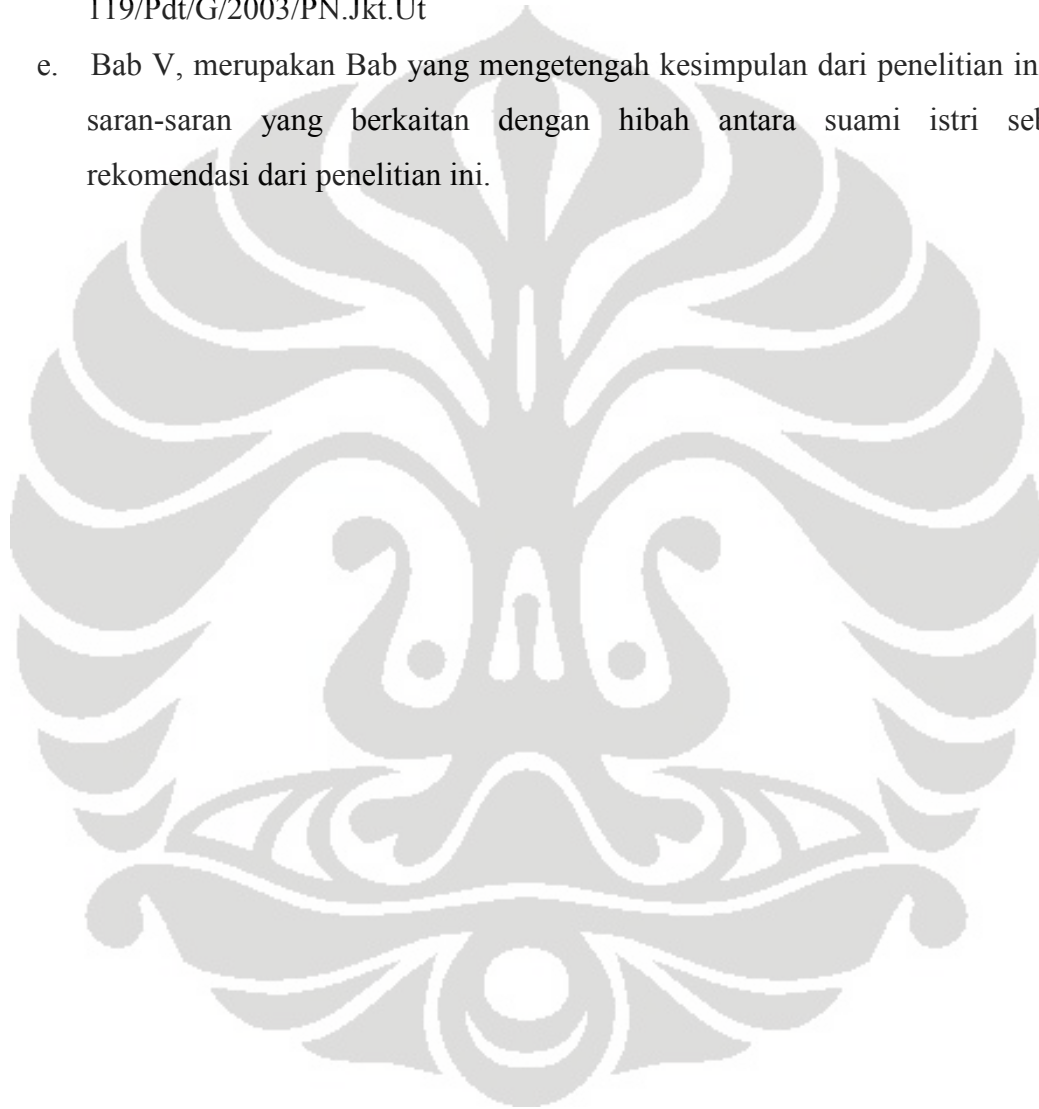 119/Pdt/G/2003/PN.Jkt.Ut
e. Bab V, merupakan Bab yang mengetengah kesimpulan dari penelitian in
saran-saran yang berkaitan dengan hibah antara suami istri
rekomendasi dari penelitian ini.